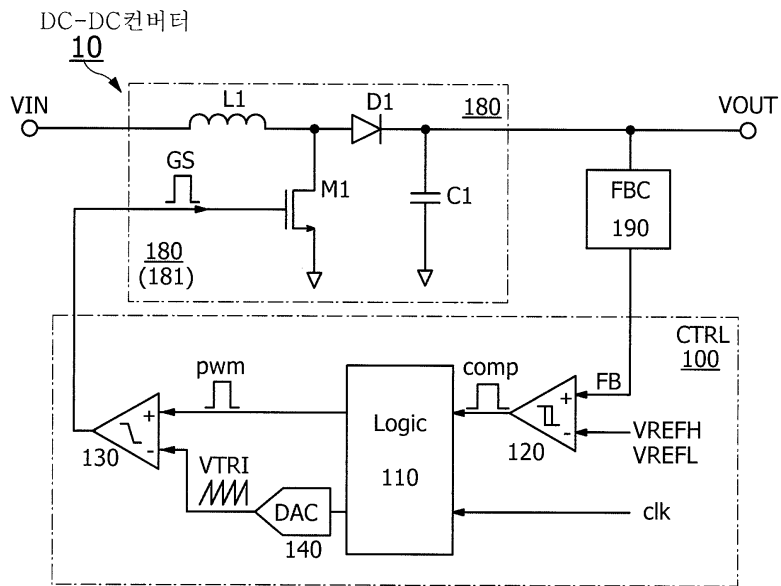 DC-DC컨버터
10
VIN
L1
D1
180
VOUT
GS
M1
C1
FBC
190
180
(181)
CTRL
100
pwm
comp
FB
+
-
130
Logic
110
+
-
120
VREFH
VREFL
VTRI
DAC
140
clk